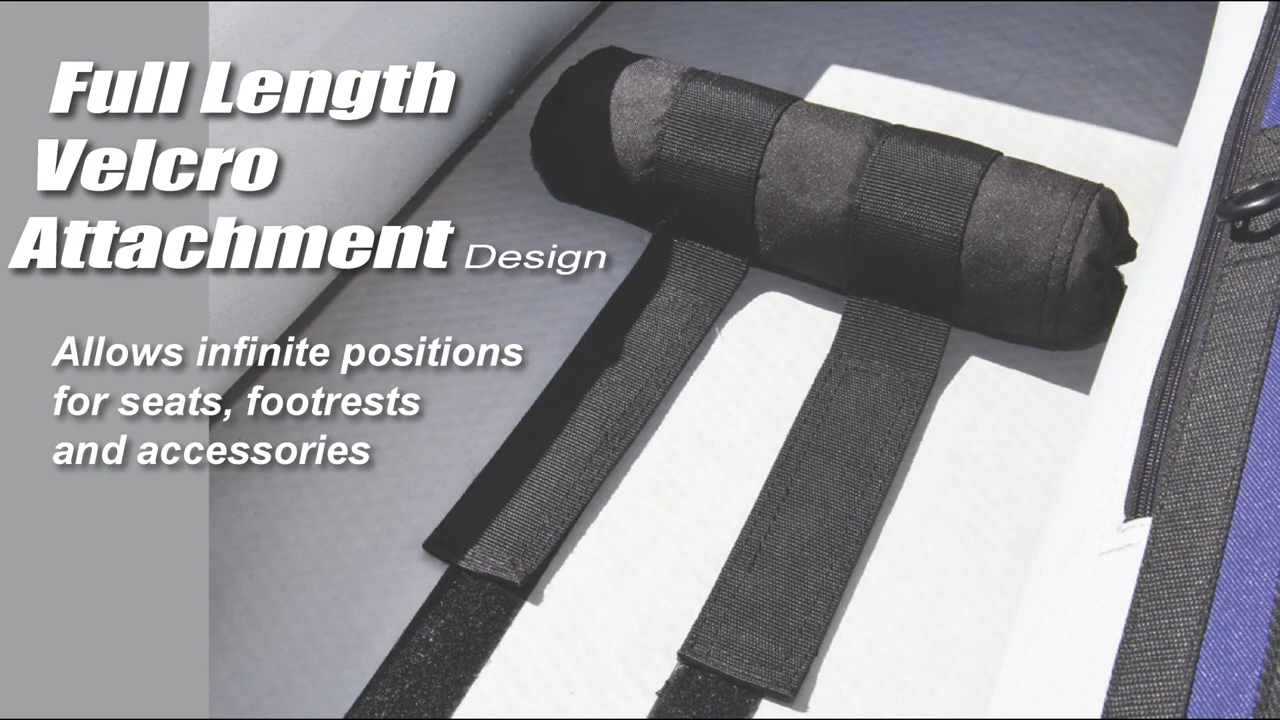 Full Length
Velcro
Attachment Design
Allows infinite positions
for seats, footrests
and accessories